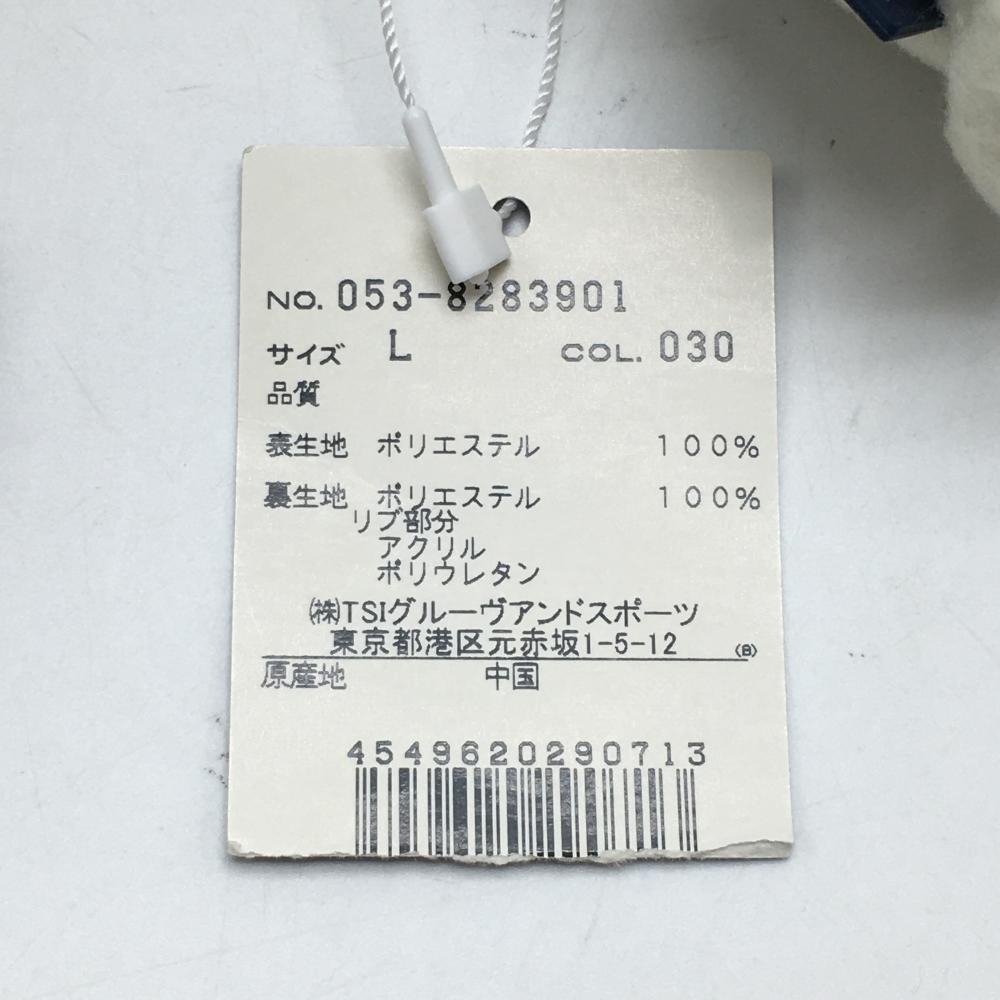 NO. 053-8283901
サイズ L COL. 030
品質
表生地 ポリエステル 100%
裏生地 ポリエステル 100%
リブ部分
アクリル
ポリウレタン
㈱TSIグルーヴアンドスポーツ
東京都港区元赤坂1-5-12 (B)
原産地 中国
4549620290713